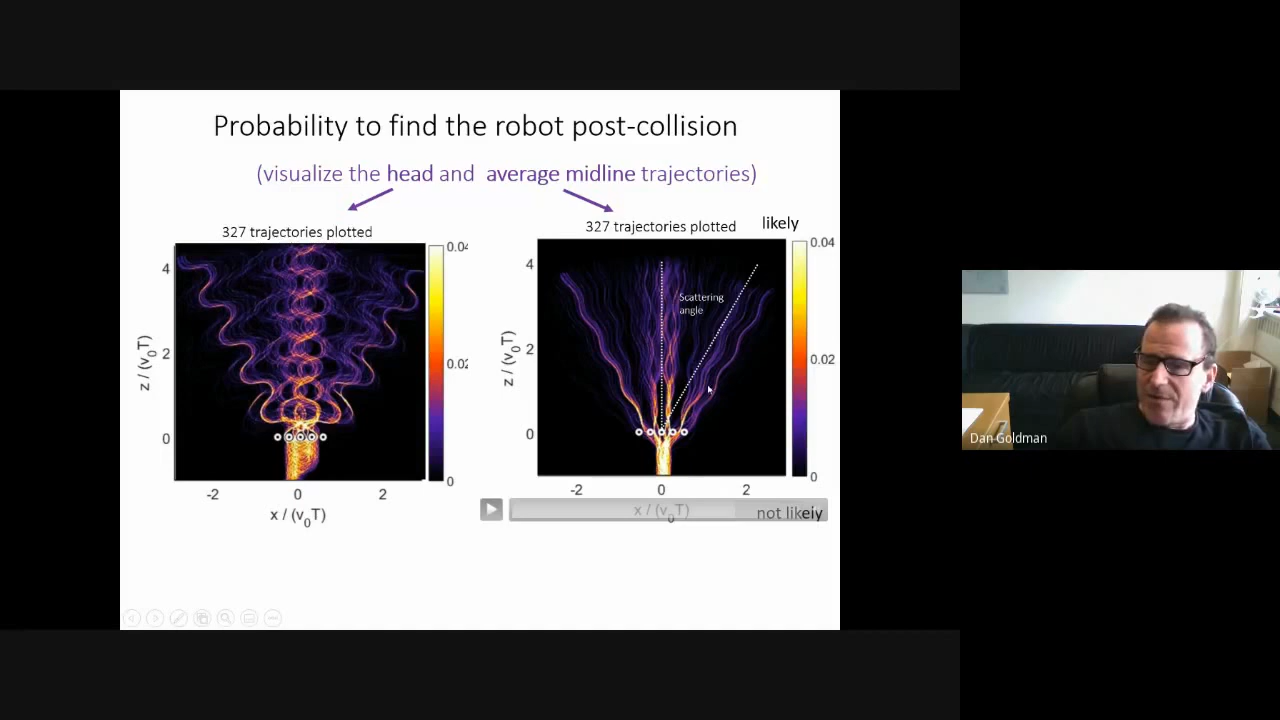 Probability to find the robot post-collision
(visualize the head and average midline trajectories)
327 trajectories plotted
4
2
0
z / (v0T)
-2 0 2
x / (v0T)
0.04
0.02
0
327 trajectories plotted
likely
Scattering
angle
4
2
0
z / (v0T)
-2 0 2
x / (v0T)
0.04
0.02
0
not likely
Dan Goldman